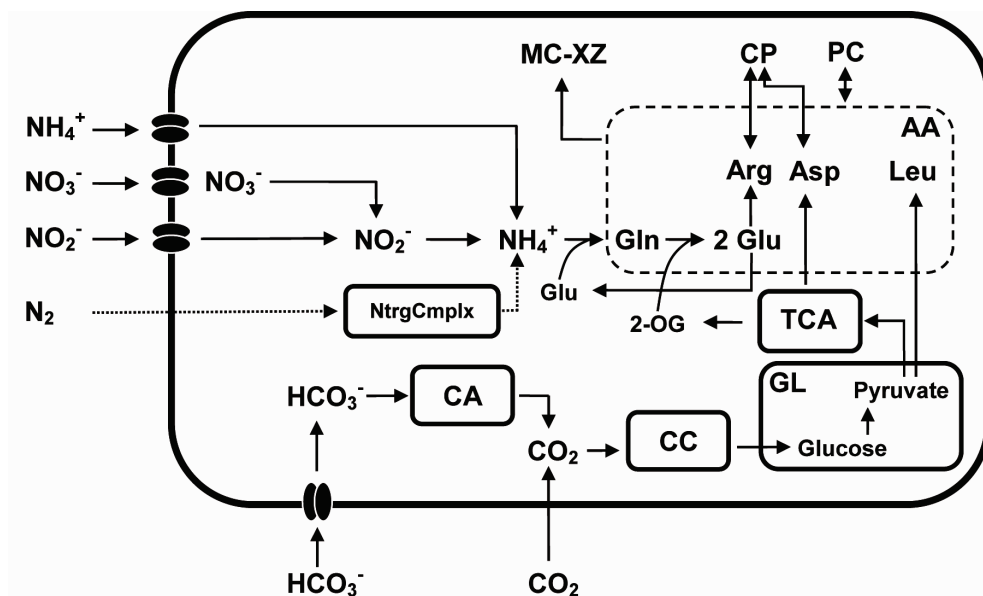 MC-XZ CP PC
NH₄⁺ AA
NO₃⁻ NO₃⁻ Arg Asp Leu
NO₂⁻ NO₂⁻ NH₄⁺ Gln 2 Glu
Glu
N₂ NtrgCmplx 2-OG TCA
GL
HCO₃⁻ CA Pyruvate
CO₂ CC Glucose
HCO₃⁻ CO₂